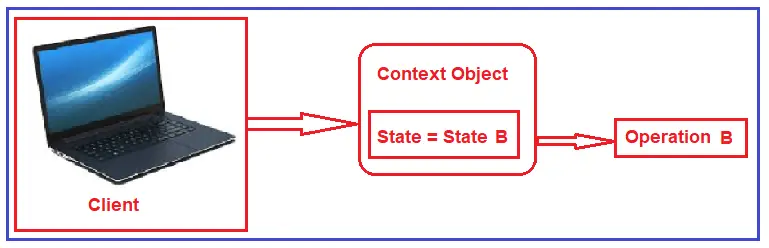 Client
Context Object
State = State B
Operation B